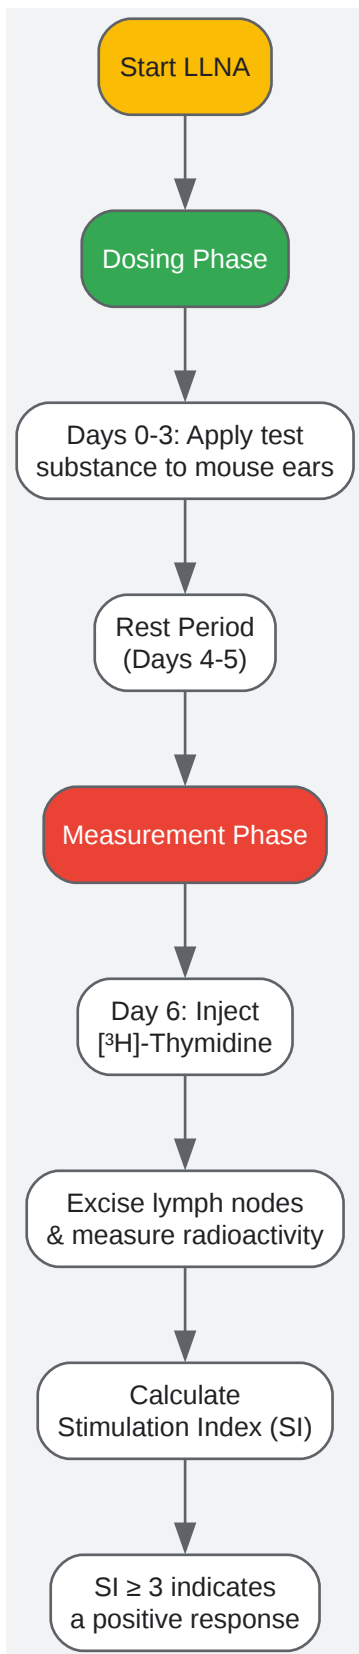 Start LLNA
Dosing Phase
Days 0-3: Apply test
substance to mouse ears
Rest Period
(Days 4-5)
Measurement Phase
Day 6: Inject
[³H]-Thymidine
Excise lymph nodes
& measure radioactivity
Calculate
Stimulation Index (SI)
SI ≥ 3 indicates
a positive response